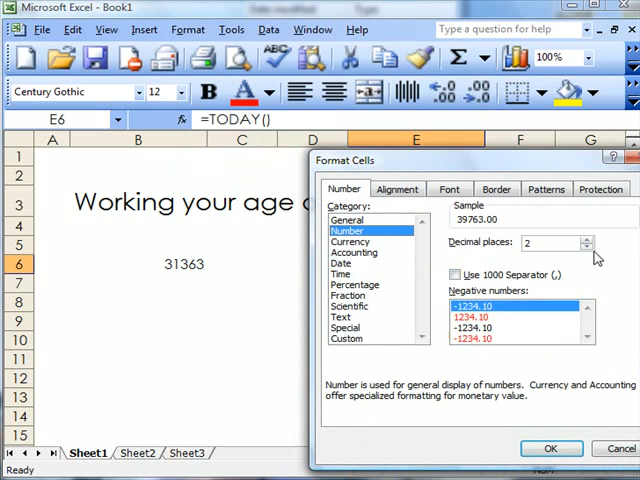 Microsoft Excel - Book1
File Edit View Insert Format Tools Data Window Help
Type a question for help
100%
Century Gothic 12 B A
E6 fx =TODAY()
A B C D E F G
1
2
3 Working your age
4
5
6 31363
7
8
9
10
11
12
13
14
15
Format Cells
Number Alignment Font Border Patterns Protection
Category:
General
Number
Currency
Accounting
Date
Time
Percentage
Fraction
Scientific
Text
Special
Custom
Sample
39763.00
Decimal places: 2
Use 1000 Separator (,)
Negative numbers:
-1234.10
1234.10
-1234.10
-1234.10
Number is used for general display of numbers. Currency and Accounting
offer specialized formatting for monetary value.
OK Cancel
Sheet1 Sheet2 Sheet3
Ready
NUM